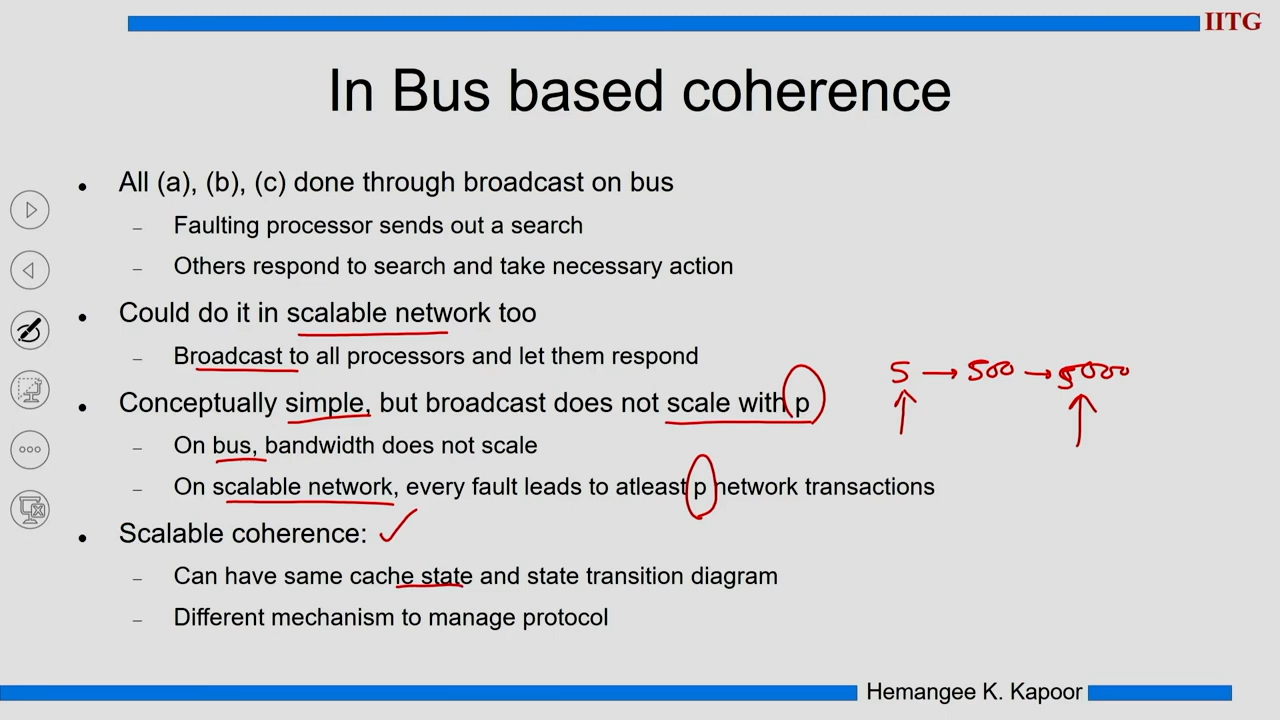 IITG
In Bus based coherence
• All (a), (b), (c) done through broadcast on bus
– Faulting processor sends out a search
– Others respond to search and take necessary action
• Could do it in scalable network too
– Broadcast to all processors and let them respond
• Conceptually simple, but broadcast does not scale with p
5 → 500 → 5000
– On bus, bandwidth does not scale
– On scalable network, every fault leads to atleast p network transactions
• Scalable coherence: ✓
– Can have same cache state and state transition diagram
– Different mechanism to manage protocol
Hemangee K. Kapoor